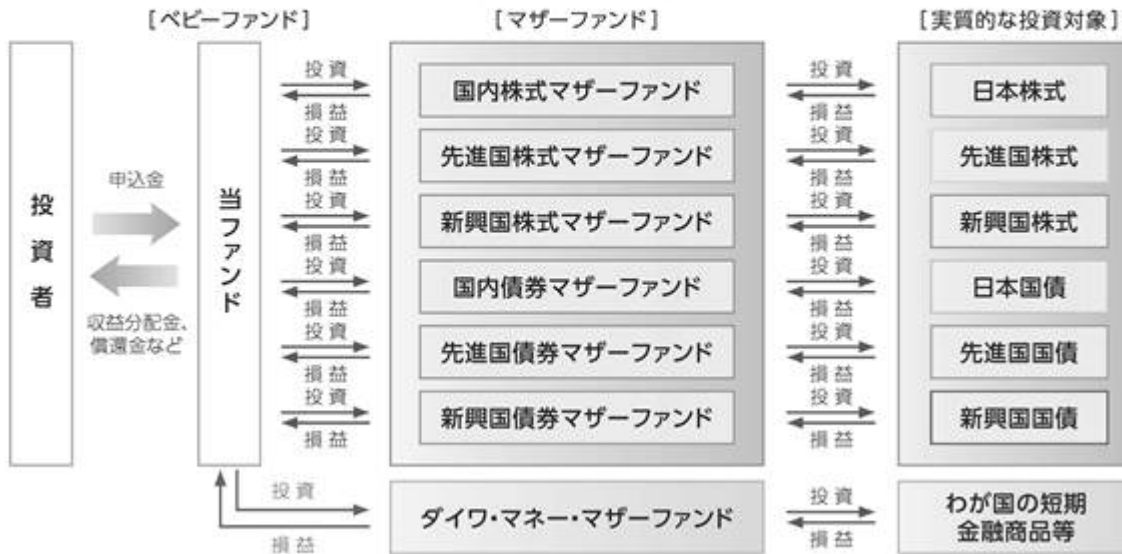 [ベビーファンド]
[マザーファンド]
[実質的な投資対象]
投資者
申込金
収益分配金、
償還金など
当ファンド
投資
損益
国内株式マザーファンド
投資
損益
日本株式
投資
損益
先進国株式マザーファンド
投資
損益
先進国株式
投資
損益
新興国株式マザーファンド
投資
損益
新興国株式
投資
損益
国内債券マザーファンド
投資
損益
日本国債
投資
損益
先進国債券マザーファンド
投資
損益
先進国国債
投資
損益
新興国債券マザーファンド
投資
損益
新興国国債
投資
損益
ダイワ・マネー・マザーファンド
投資
損益
わが国の短期
金融商品等